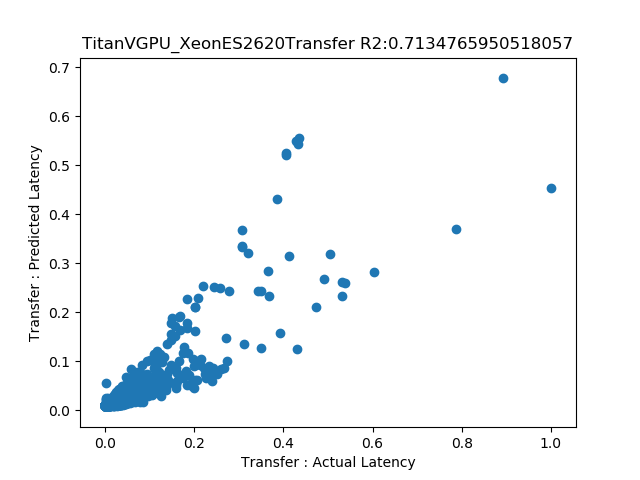 TitanVGPU_XeonES2620Transfer R2:0.7134765950518057
Transfer : Predicted Latency
0.7
0.6
0.5
0.4
0.3
0.2
0.1
0.0
0.0 0.2 0.4 0.6 0.8 1.0
Transfer : Actual Latency